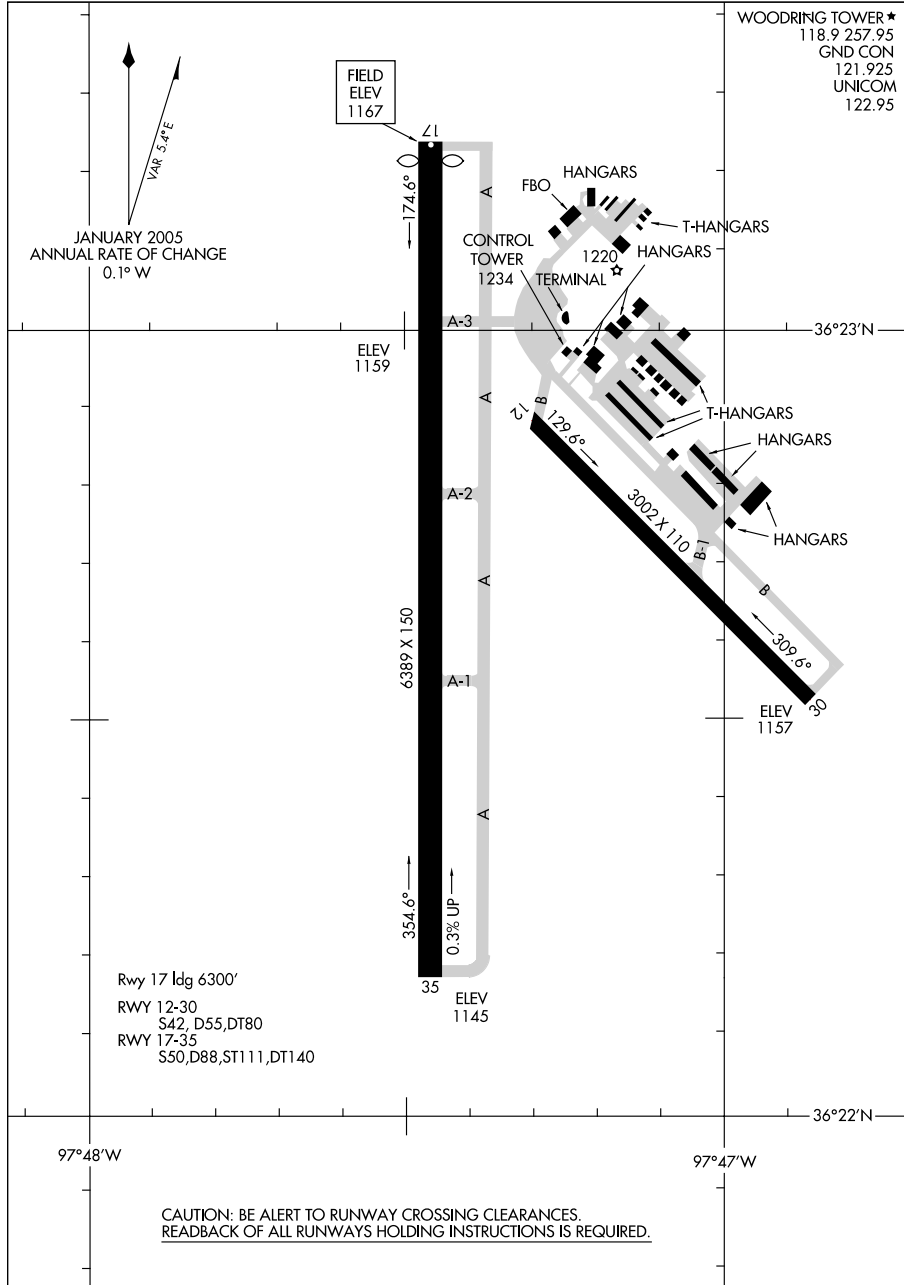 WOODRING TOWER★
118.9 257.95
GND CON
121.925
UNICOM
122.95
VAR 5.4° E
JANUARY 2005
ANNUAL RATE OF CHANGE
0.1° W
FIELD
ELEV
1167
17
174.6°
A
HANGARS
FBO
T-HANGARS
CONTROL
TOWER
1234
1220
HANGARS
TERMINAL
A-3
36°23'N
ELEV
1159
A
B
12
129.6°
T-HANGARS
HANGARS
A-2
3002 X 110
HANGARS
B-1
A
B
6389 X 150
309.6°
A-1
30
ELEV
1157
A
354.6°
0.3% UP
35
ELEV
1145
Rwy 17 ldg 6300'
RWY 12-30
S42, D55,DT80
RWY 17-35
S50,D88,ST111,DT140
36°22'N
97°48'W
97°47'W
CAUTION: BE ALERT TO RUNWAY CROSSING CLEARANCES.
READBACK OF ALL RUNWAYS HOLDING INSTRUCTIONS IS REQUIRED.